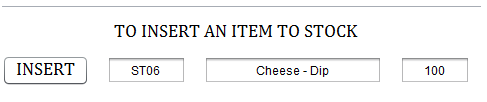 TO INSERT AN ITEM TO STOCK
INSERT ST06 Cheese - Dip 100